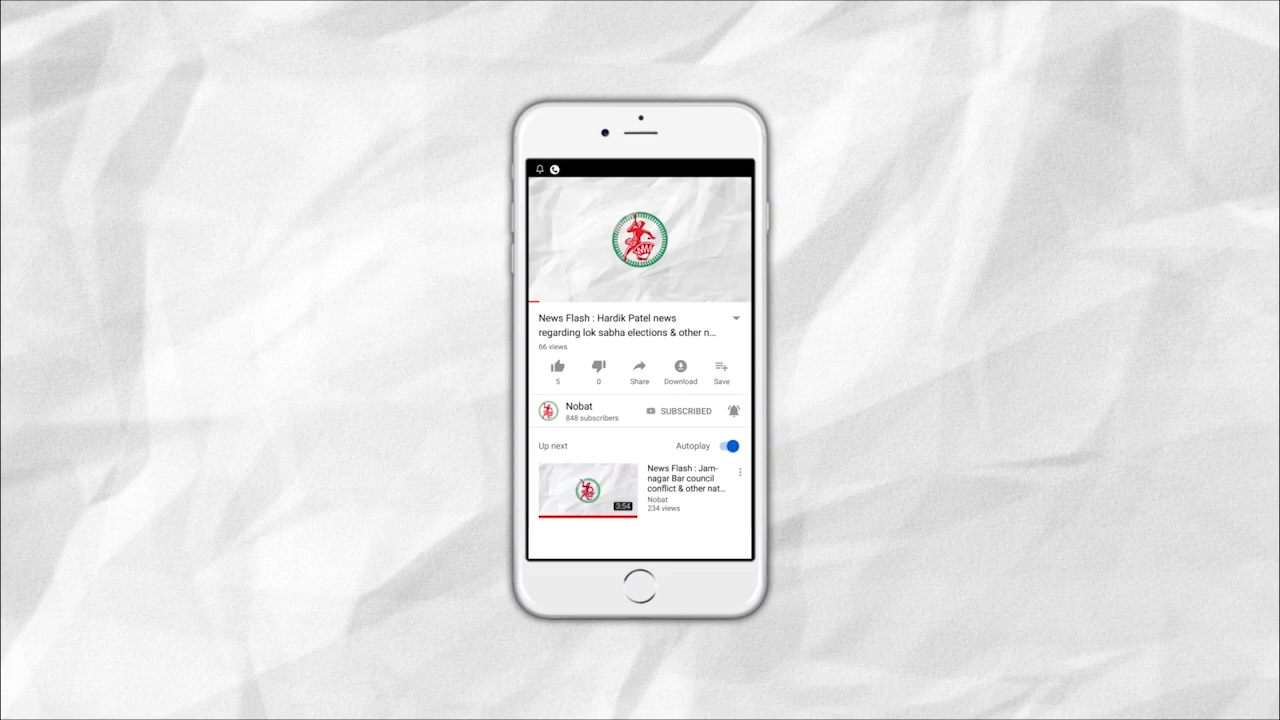 News Flash : Hardik Patel news
regarding lok sabha elections & other n...
66 views
5
0
Share
Download
Save
Nobat
848 subscribers
SUBSCRIBED
Up next
Autoplay
News Flash : Jam-
nagar Bar council
conflict & other nat...
Nobat
234 views
3:54